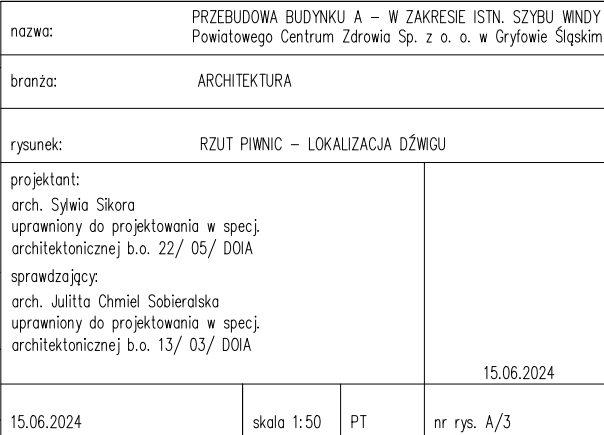 nazwa: PRZEBUDOWA BUDYNKU A – W ZAKRESIE ISTN. SZYBU WINDY
Powiatowego Centrum Zdrowia Sp. z o. o. w Gryfowie Śląskim
branża: ARCHITEKTURA
rysunek: RZUT PIWNIC – LOKALIZACJA DŹWIGU
projektant:
arch. Sylwia Sikora
uprawniony do projektowania w specj.
architektonicznej b.o. 22/ 05/ DOIA
sprawdzający:
arch. Julitta Chmiel Sobieralska
uprawniony do projektowania w specj.
architektonicznej b.o. 13/ 03/ DOIA
15.06.2024
15.06.2024 skala 1:50 PT nr rys. A/3